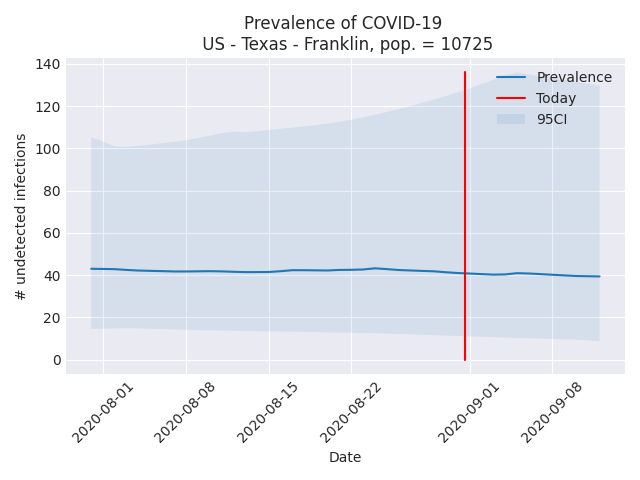 Prevalence of COVID-19
US - Texas - Franklin, pop. = 10725
140
120
100
80
60
40
20
0
# undetected infections
Prevalence
Today
95CI
2020-08-01
2020-08-08
2020-08-15
2020-08-22
2020-09-01
2020-09-08
Date